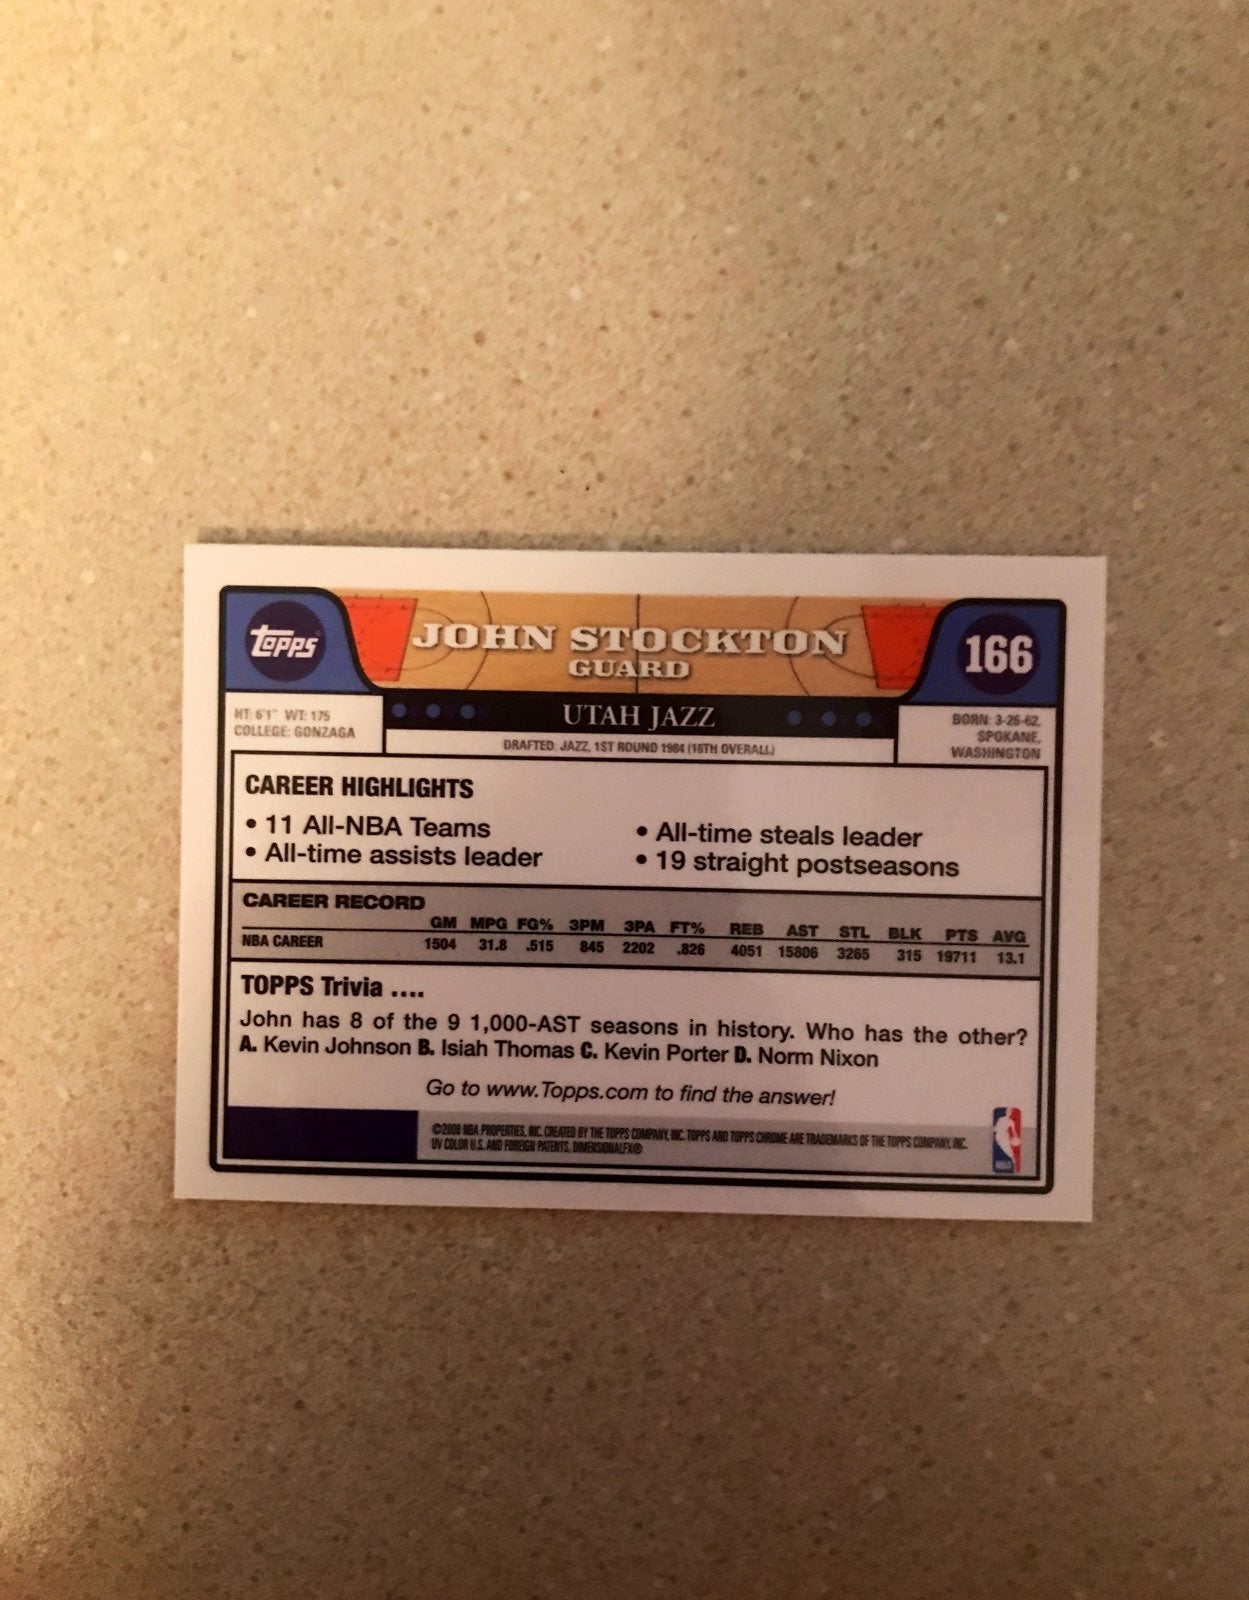 TOPPS
JOHN STOCKTON
GUARD
166
HT: 6'1" WT: 175
COLLEGE: GONZAGA
UTAH JAZZ
DRAFTED: JAZZ, 1ST ROUND 1984 (16TH OVERALL)
BORN: 3-26-62,
SPOKANE,
WASHINGTON
CAREER HIGHLIGHTS
• 11 All-NBA Teams
• All-time assists leader
• All-time steals leader
• 19 straight postseasons
CAREER RECORD
GM MPG FG% 3PM 3PA FT% REB AST STL BLK PTS AVG
NBA CAREER 1504 31.8 .515 845 2202 .826 4051 15806 3265 315 19711 13.1
TOPPS Trivia ....
John has 8 of the 9 1,000-AST seasons in history. Who has the other?
A. Kevin Johnson B. Isiah Thomas C. Kevin Porter D. Norm Nixon
Go to www.Topps.com to find the answer!
©2008 NBA PROPERTIES, INC. CREATED BY THE TOPPS COMPANY, INC. TOPPS AND TOPPS CHROME ARE TRADEMARKS OF THE TOPPS COMPANY, INC.
UV COLOR U.S. AND FOREIGN PATENTS. DIMENSIONALFX®
NBA